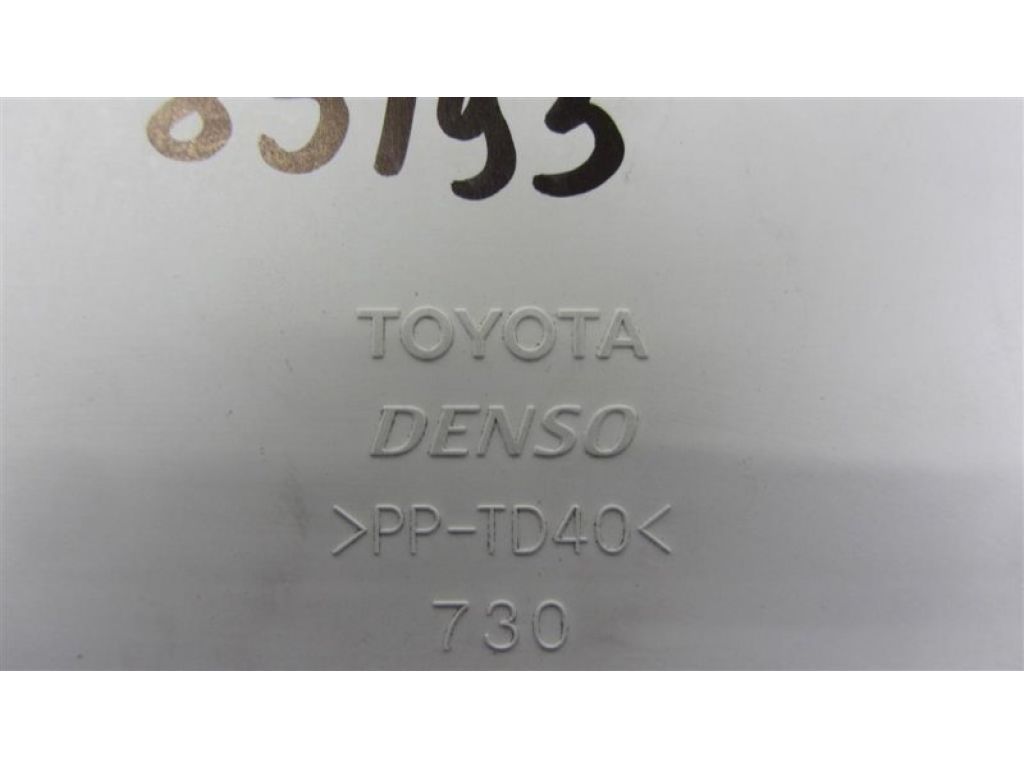 TOYOTA
DENSO
>PP-TD40<
730